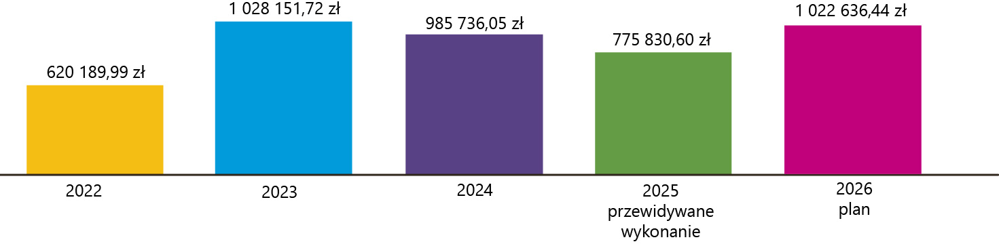 620 189,99 zł
1 028 151,72 zł
985 736,05 zł
775 830,60 zł
1 022 636,44 zł
2022
2023
2024
2025
przewidywane
wykonanie
2026
plan